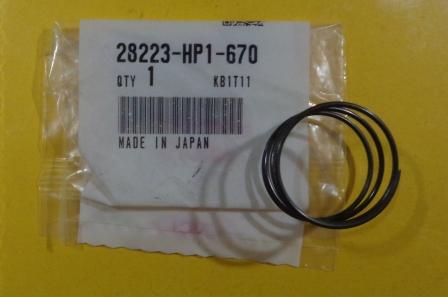 28223-HP1-670
QTY 1 KB1T11
MADE IN JAPAN